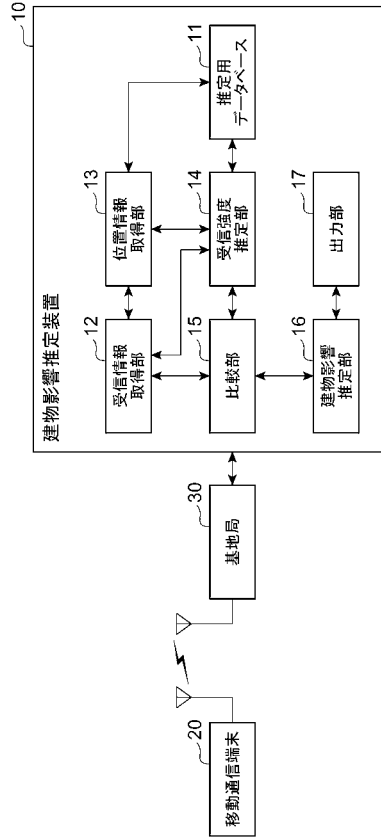 10
建物影響推定装置
12
受信情報
取得部
13
位置情報
取得部
11
推定用
データベース
15
比較部
14
受信強度
推定部
16
建物影響
推定部
17
出力部
30
基地局
20
移動通信端末